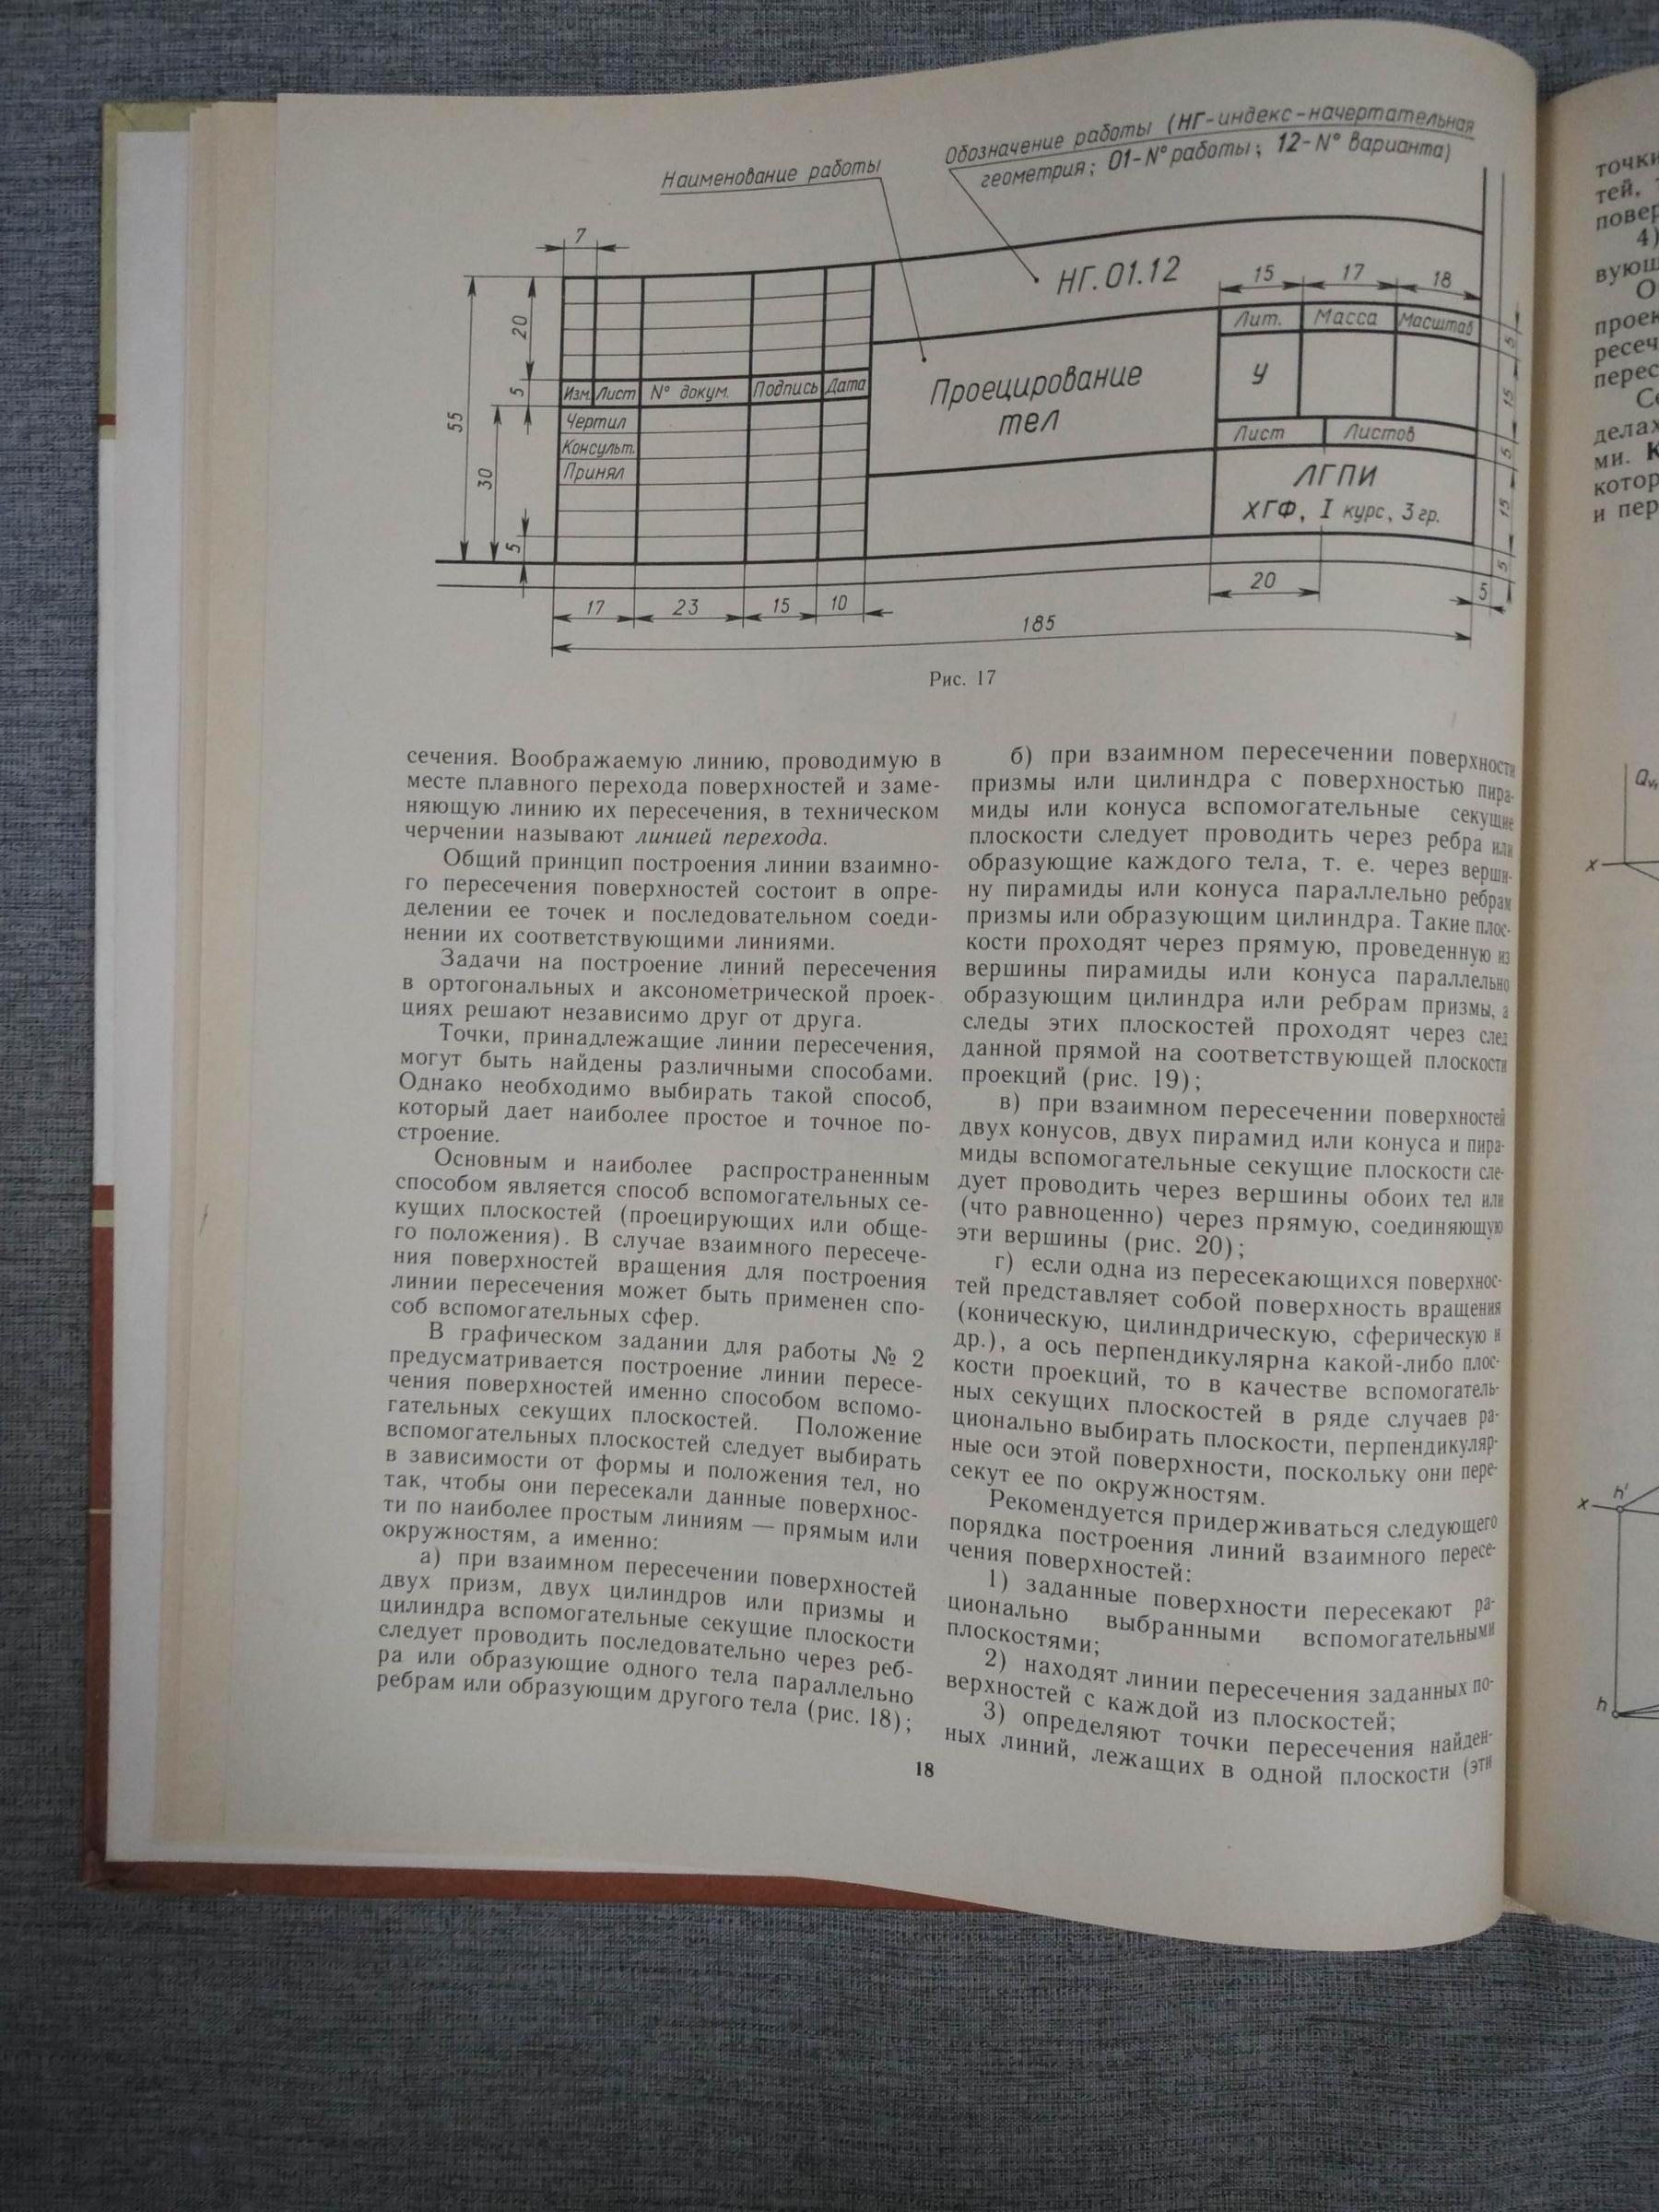 Наименование работы
Обозначение работы (НГ-индекс-начертательная
геометрия; 01-N° работы; 12-N° варианта)
7
НГ.01.12
15
17
18
Лит.
Масса
Масштаб
20
5
55
30
5
Изм.
Лист
N° докум.
Подпись
Дата
Чертил
Консульт.
Принял
Проецирование
тел
У
Лист
Листов
ЛГПИ
ХГФ, I курс, 3 гр.
5
15
5
15
5
17
23
15
10
20
5
185
Рис. 17
сечения. Воображаемую линию, проводимую в
месте плавного перехода поверхностей и заме-
няющую линию их пересечения, в техническом
черчении называют линией перехода.
Общий принцип построения линии взаимно-
го пересечения поверхностей состоит в опре-
делении ее точек и последовательном соеди-
нении их соответствующими линиями.
Задачи на построение линий пересечения
в ортогональных и аксонометрической проек-
циях решают независимо друг от друга.
Точки, принадлежащие линии пересечения,
могут быть найдены различными способами.
Однако необходимо выбирать такой способ,
который дает наиболее простое и точное по-
строение.
Основным и наиболее распространенным
способом является способ вспомогательных се-
кущих плоскостей (проецирующих или обще-
го положения). В случае взаимного пересече-
ния поверхностей вращения для построения
линии пересечения может быть применен спо-
соб вспомогательных сфер.
В графическом задании для работы № 2
предусматривается построение линии пересе-
чения поверхностей именно способом вспомо-
гательных секущих плоскостей. Положение
вспомогательных плоскостей следует выбирать
в зависимости от формы и положения тел, но
так, чтобы они пересекали данные поверхнос-
ти по наиболее простым линиям — прямым или
окружностям, а именно:
а) при взаимном пересечении поверхностей
двух призм, двух цилиндров или призмы и
цилиндра вспомогательные секущие плоскости
следует проводить последовательно через реб-
ра или образующие одного тела параллельно
ребрам или образующим другого тела (рис. 18);
б) при взаимном пересечении поверхности
призмы или цилиндра с поверхностью пира-
миды или конуса вспомогательные секущие
плоскости следует проводить через ребра или
образующие каждого тела, т. е. через верши-
ну пирамиды или конуса параллельно ребрам
призмы или образующим цилиндра. Такие плос-
кости проходят через прямую, проведенную из
вершины пирамиды или конуса параллельно
образующим цилиндра или ребрам призмы, а
следы этих плоскостей проходят через след
данной прямой на соответствующей плоскости
проекций (рис. 19);
в) при взаимном пересечении поверхностей
двух конусов, двух пирамид или конуса и пира-
миды вспомогательные секущие плоскости сле-
дует проводить через вершины обоих тел или
(что равноценно) через прямую, соединяющую
эти вершины (рис. 20);
г) если одна из пересекающихся поверхнос-
тей представляет собой поверхность вращения
(коническую, цилиндрическую, сферическую и
др.), а ось перпендикулярна какой-либо плос-
кости проекций, то в качестве вспомогатель-
ных секущих плоскостей в ряде случаев ра-
ционально выбирать плоскости, перпендикуляр-
ные оси этой поверхности, поскольку они пере-
секут ее по окружностям.
Рекомендуется придерживаться следующего
порядка построения линий взаимного пересе-
чения поверхностей:
1) заданные поверхности пересекают ра-
ционально выбранными вспомогательными
плоскостями;
2) находят линии пересечения заданных по-
верхностей с каждой из плоскостей;
3) определяют точки пересечения найден-
ных линий, лежащих в одной плоскости (эти
18
точки
тей,
повер
4)
вующ
О
проек
ресеч
перес
делах
ми.
котор
и пер
x
x
h'
h